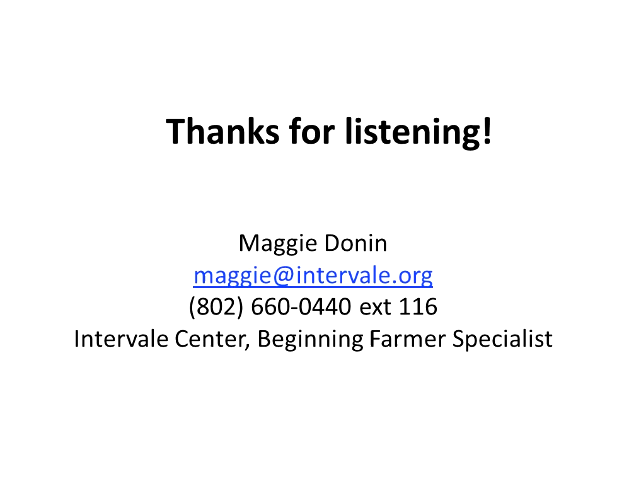 Thanks for listening!
Maggie Donin
maggie@intervale.org
(802) 660-0440 ext 116
Intervale Center, Beginning Farmer Specialist